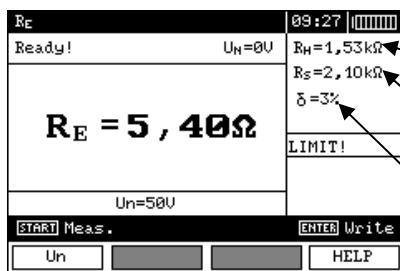 RE 09:27
Ready! UN=0V
RH=1,53kΩ
RS=2,10kΩ
δ=3%
RE =5,40Ω
LIMIT!
Un=50V
START Meas. ENTER Write
Un HELP